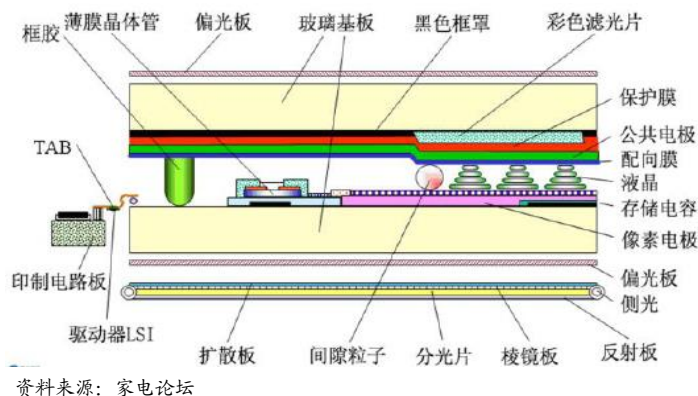 薄膜晶体管
框胶
偏光板
玻璃基板
黑色框罩
彩色滤光片
保护膜
公共电极
配向膜
液晶
存储电容
像素电极
TAB
印制电路板
驱动器LSI
扩散板
间隙粒子
分光片
棱镜板
反射板
侧光
偏光板
资料来源：家电论坛